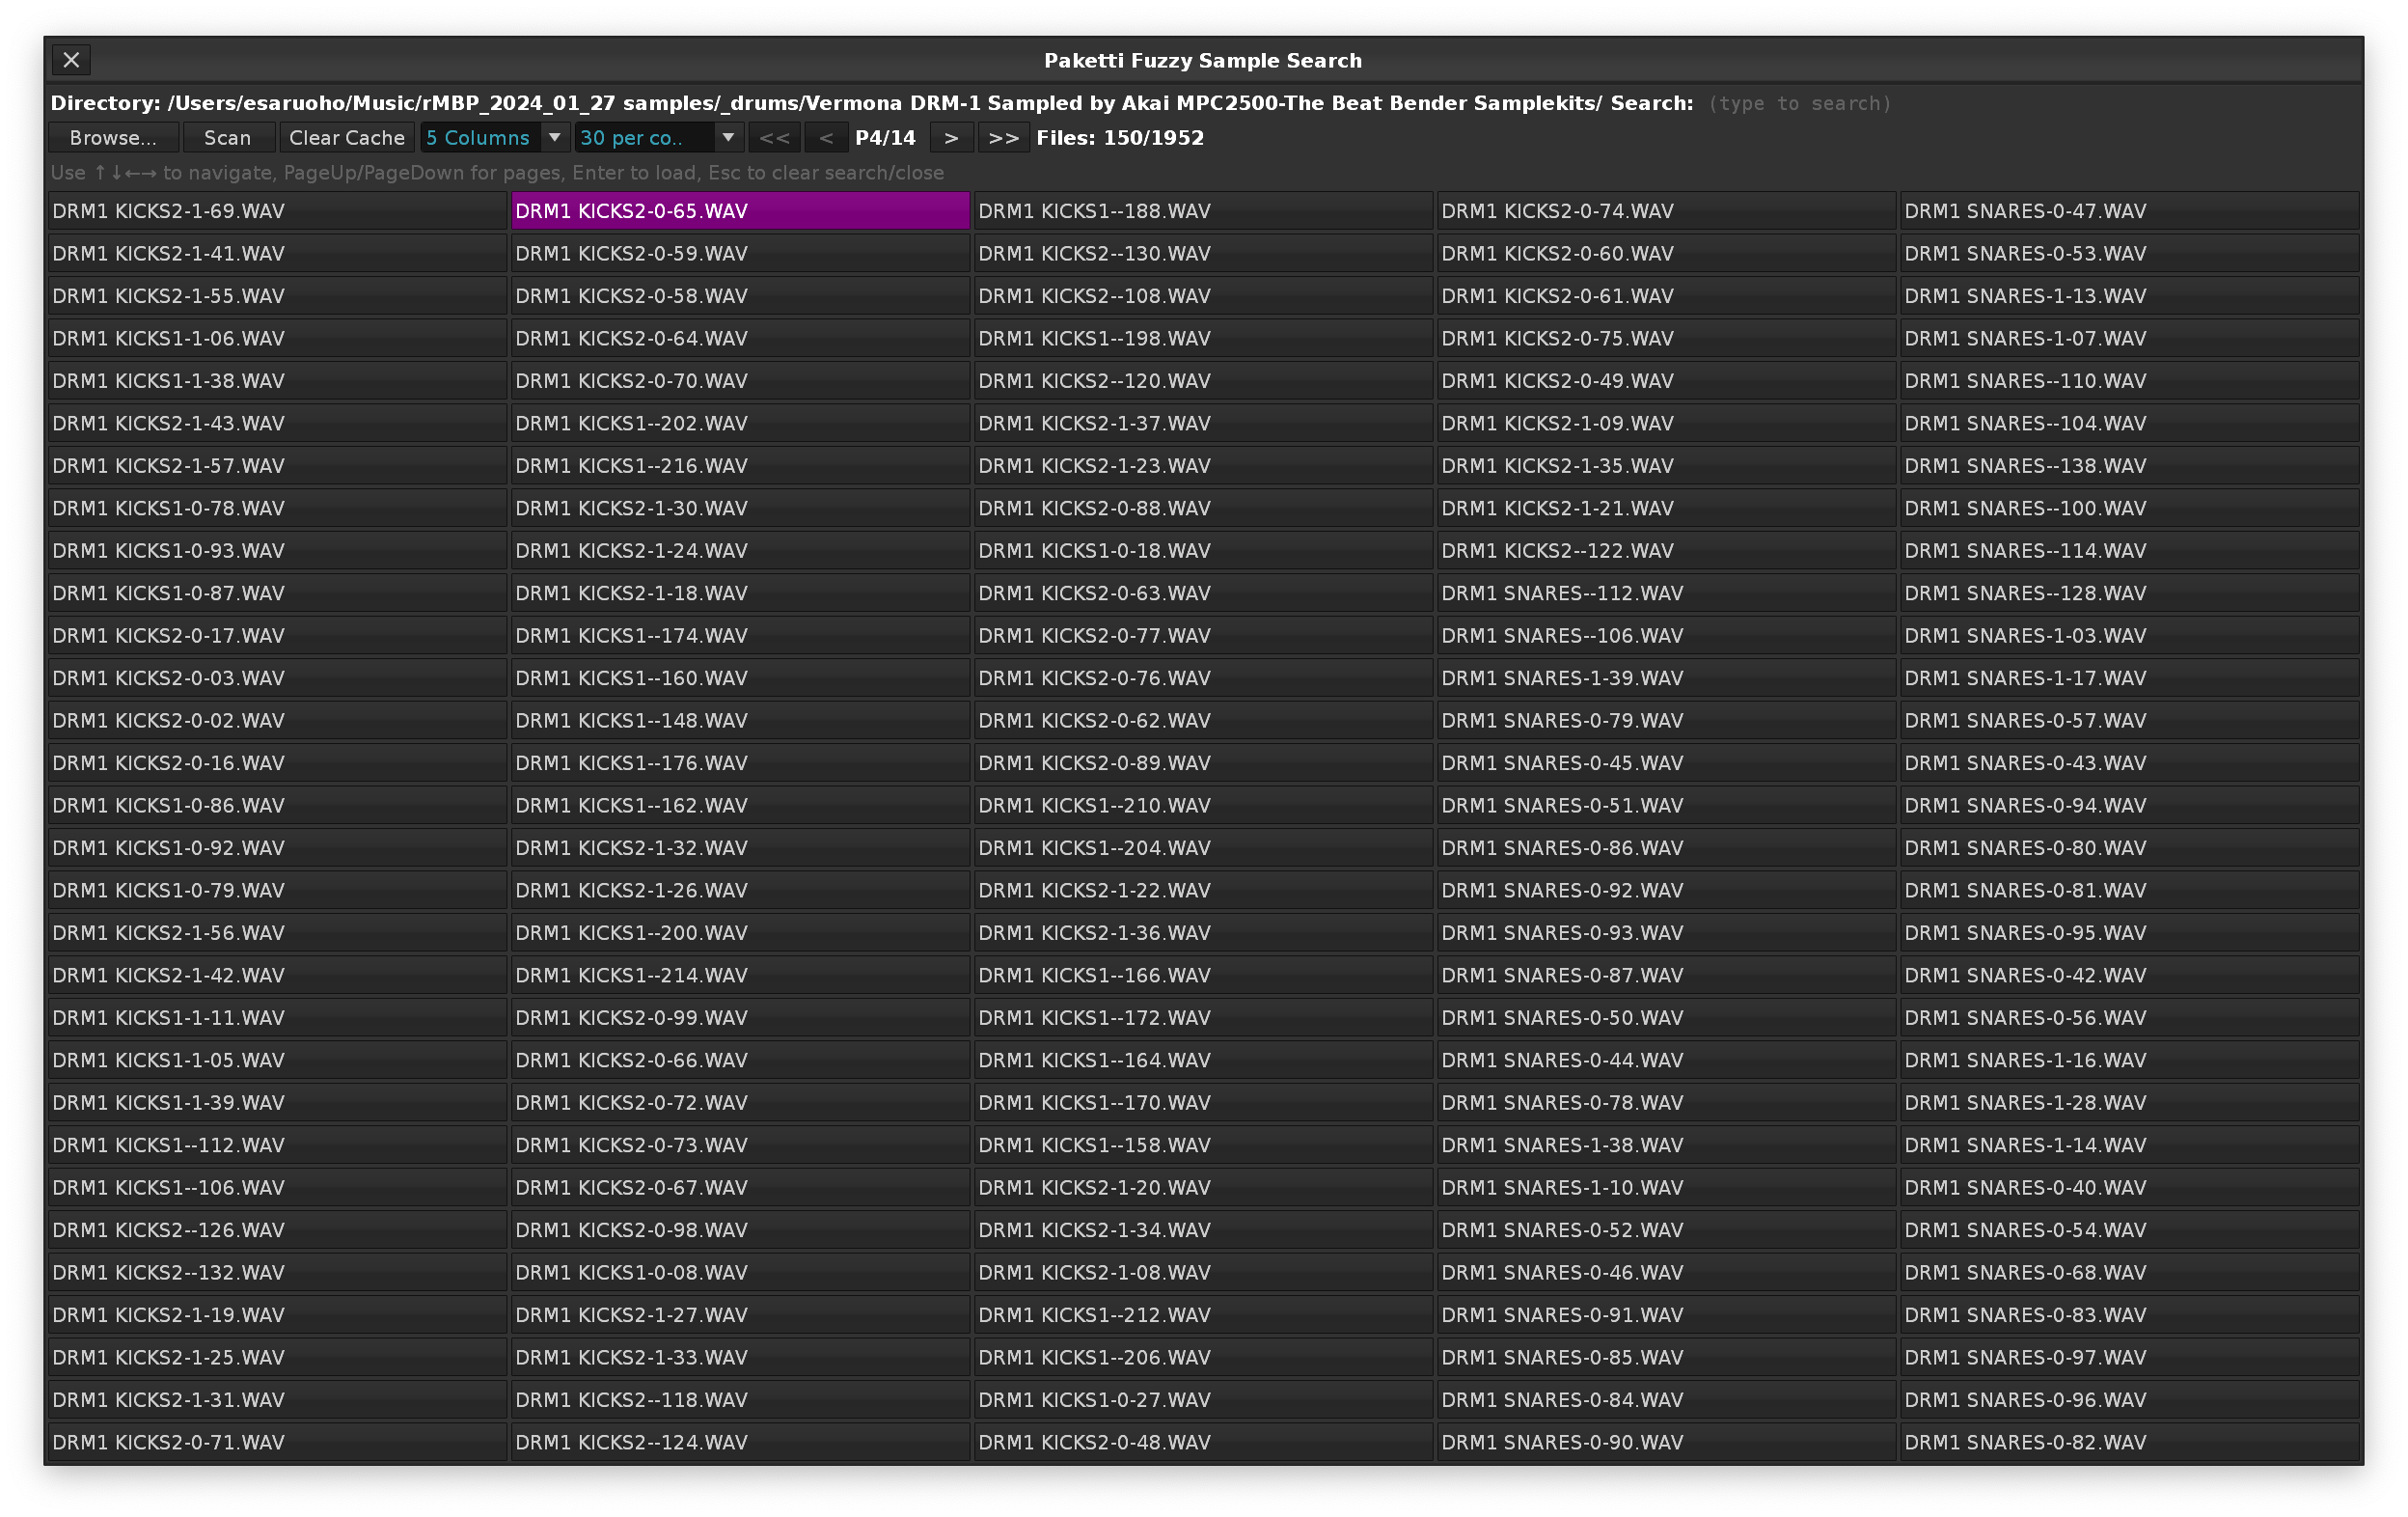 Paketti Fuzzy Sample Search
Directory: /Users/esaruoho/Music/rMBP_2024_01_27 samples/_drums/Vermona DRM-1 Sampled by Akai MPC2500-The Beat Bender Samplekits/ Search: (type to search)
Browse... Scan Clear Cache 5 Columns 30 per co.. << < P4/14 > >> Files: 150/1952
Use ↑↓←→ to navigate, PageUp/PageDown for pages, Enter to load, Esc to clear search/close
DRM1 KICKS2-1-69.WAV DRM1 KICKS2-0-65.WAV DRM1 KICKS1--188.WAV DRM1 KICKS2-0-74.WAV DRM1 SNARES-0-47.WAV
DRM1 KICKS2-1-41.WAV DRM1 KICKS2-0-59.WAV DRM1 KICKS2--130.WAV DRM1 KICKS2-0-60.WAV DRM1 SNARES-0-53.WAV
DRM1 KICKS2-1-55.WAV DRM1 KICKS2-0-58.WAV DRM1 KICKS2--108.WAV DRM1 KICKS2-0-61.WAV DRM1 SNARES-1-13.WAV
DRM1 KICKS1-1-06.WAV DRM1 KICKS2-0-64.WAV DRM1 KICKS1--198.WAV DRM1 KICKS2-0-75.WAV DRM1 SNARES-1-07.WAV
DRM1 KICKS1-1-38.WAV DRM1 KICKS2-0-70.WAV DRM1 KICKS2--120.WAV DRM1 KICKS2-0-49.WAV DRM1 SNARES--110.WAV
DRM1 KICKS2-1-43.WAV DRM1 KICKS1--202.WAV DRM1 KICKS2-1-37.WAV DRM1 KICKS2-1-09.WAV DRM1 SNARES--104.WAV
DRM1 KICKS2-1-57.WAV DRM1 KICKS1--216.WAV DRM1 KICKS2-1-23.WAV DRM1 KICKS2-1-35.WAV DRM1 SNARES--138.WAV
DRM1 KICKS1-0-78.WAV DRM1 KICKS2-1-30.WAV DRM1 KICKS2-0-88.WAV DRM1 KICKS2-1-21.WAV DRM1 SNARES--100.WAV
DRM1 KICKS1-0-93.WAV DRM1 KICKS2-1-24.WAV DRM1 KICKS1-0-18.WAV DRM1 KICKS2--122.WAV DRM1 SNARES--114.WAV
DRM1 KICKS1-0-87.WAV DRM1 KICKS2-1-18.WAV DRM1 KICKS2-0-63.WAV DRM1 SNARES--112.WAV DRM1 SNARES--128.WAV
DRM1 KICKS2-0-17.WAV DRM1 KICKS1--174.WAV DRM1 KICKS2-0-77.WAV DRM1 SNARES--106.WAV DRM1 SNARES-1-03.WAV
DRM1 KICKS2-0-03.WAV DRM1 KICKS1--160.WAV DRM1 KICKS2-0-76.WAV DRM1 SNARES-1-39.WAV DRM1 SNARES-1-17.WAV
DRM1 KICKS2-0-02.WAV DRM1 KICKS1--148.WAV DRM1 KICKS2-0-62.WAV DRM1 SNARES-0-79.WAV DRM1 SNARES-0-57.WAV
DRM1 KICKS2-0-16.WAV DRM1 KICKS1--176.WAV DRM1 KICKS2-0-89.WAV DRM1 SNARES-0-45.WAV DRM1 SNARES-0-43.WAV
DRM1 KICKS1-0-86.WAV DRM1 KICKS1--162.WAV DRM1 KICKS1--210.WAV DRM1 SNARES-0-51.WAV DRM1 SNARES-0-94.WAV
DRM1 KICKS1-0-92.WAV DRM1 KICKS2-1-32.WAV DRM1 KICKS1--204.WAV DRM1 SNARES-0-86.WAV DRM1 SNARES-0-80.WAV
DRM1 KICKS1-0-79.WAV DRM1 KICKS2-1-26.WAV DRM1 KICKS2-1-22.WAV DRM1 SNARES-0-92.WAV DRM1 SNARES-0-81.WAV
DRM1 KICKS2-1-56.WAV DRM1 KICKS1--200.WAV DRM1 KICKS2-1-36.WAV DRM1 SNARES-0-93.WAV DRM1 SNARES-0-95.WAV
DRM1 KICKS2-1-42.WAV DRM1 KICKS1--214.WAV DRM1 KICKS1--166.WAV DRM1 SNARES-0-87.WAV DRM1 SNARES-0-42.WAV
DRM1 KICKS1-1-11.WAV DRM1 KICKS2-0-99.WAV DRM1 KICKS1--172.WAV DRM1 SNARES-0-50.WAV DRM1 SNARES-0-56.WAV
DRM1 KICKS1-1-05.WAV DRM1 KICKS2-0-66.WAV DRM1 KICKS1--164.WAV DRM1 SNARES-0-44.WAV DRM1 SNARES-1-16.WAV
DRM1 KICKS1-1-39.WAV DRM1 KICKS2-0-72.WAV DRM1 KICKS1--170.WAV DRM1 SNARES-0-78.WAV DRM1 SNARES-1-28.WAV
DRM1 KICKS1--112.WAV DRM1 KICKS2-0-73.WAV DRM1 KICKS1--158.WAV DRM1 SNARES-1-38.WAV DRM1 SNARES-1-14.WAV
DRM1 KICKS1--106.WAV DRM1 KICKS2-0-67.WAV DRM1 KICKS2-1-20.WAV DRM1 SNARES-1-10.WAV DRM1 SNARES-0-40.WAV
DRM1 KICKS2--126.WAV DRM1 KICKS2-0-98.WAV DRM1 KICKS2-1-34.WAV DRM1 SNARES-0-52.WAV DRM1 SNARES-0-54.WAV
DRM1 KICKS2--132.WAV DRM1 KICKS1-0-08.WAV DRM1 KICKS2-1-08.WAV DRM1 SNARES-0-46.WAV DRM1 SNARES-0-68.WAV
DRM1 KICKS2-1-19.WAV DRM1 KICKS2-1-27.WAV DRM1 KICKS1--212.WAV DRM1 SNARES-0-91.WAV DRM1 SNARES-0-83.WAV
DRM1 KICKS2-1-25.WAV DRM1 KICKS2-1-33.WAV DRM1 KICKS1--206.WAV DRM1 SNARES-0-85.WAV DRM1 SNARES-0-97.WAV
DRM1 KICKS2-1-31.WAV DRM1 KICKS2--118.WAV DRM1 KICKS1-0-27.WAV DRM1 SNARES-0-84.WAV DRM1 SNARES-0-96.WAV
DRM1 KICKS2-0-71.WAV DRM1 KICKS2--124.WAV DRM1 KICKS2-0-48.WAV DRM1 SNARES-0-90.WAV DRM1 SNARES-0-82.WAV